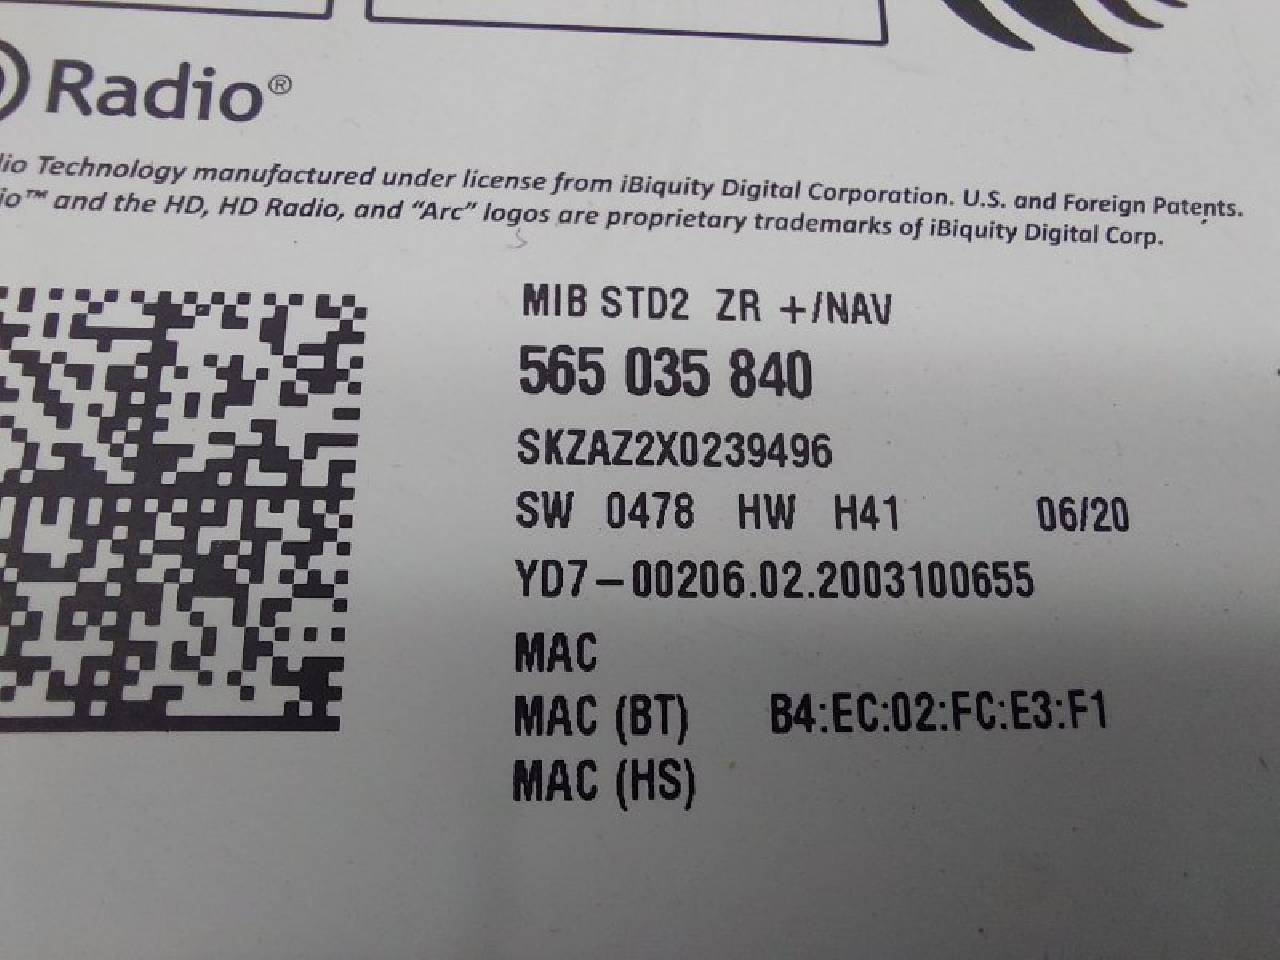 Radio®
Technology manufactured under license from iBiquity Digital Corporation. U.S. and Foreign Patents.
and the HD, HD Radio, and “Arc” logos are proprietary trademarks of iBiquity Digital Corp.
MIB STD2 ZR +/NAV
565 035 840
SKZAZ2X0239496
SW 0478 HW H41 06/20
YD7-00206.02.2003100655
MAC
MAC (BT) B4:EC:02:FC:E3:F1
MAC (HS)